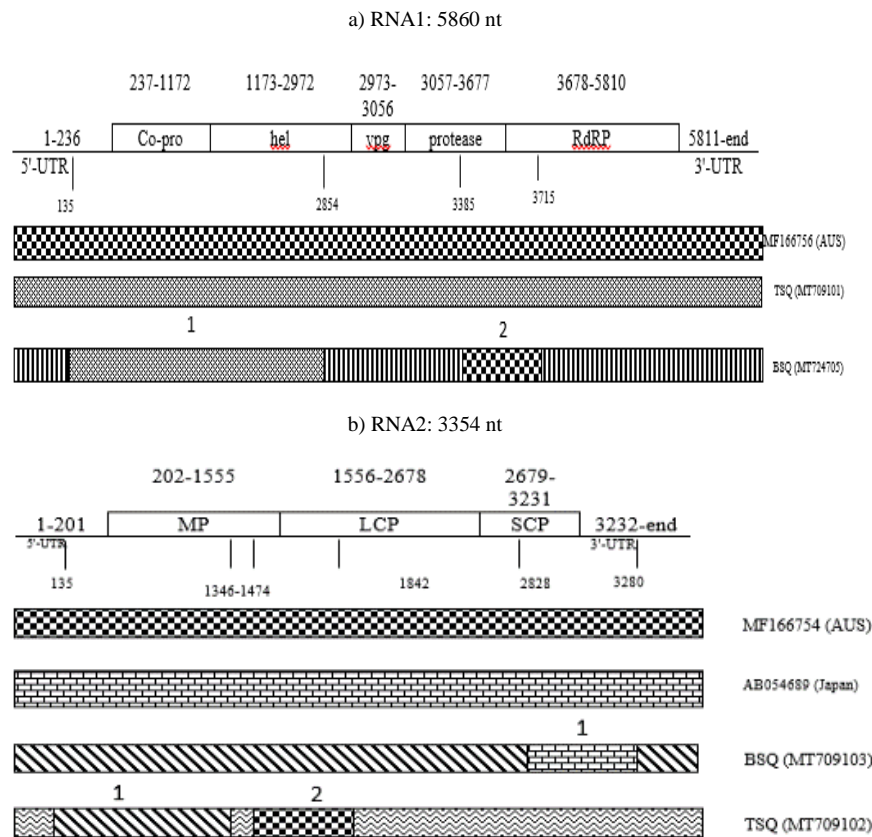 a) RNA1: 5860 nt
237-1172 1173-2972 2973-3056 3057-3677 3678-5810
1-236 Co-pro hel vpg protease RdRP 5811-end
5'-UTR 3'-UTR
135 2854 3385 3715
MF166756 (AUS)
TSQ (MT709101)
1 2
BSQ (MT724705)
b) RNA2: 3354 nt
202-1555 1556-2678 2679-3231
1-201 MP LCP SCP 3232-end
5'-UTR 3'-UTR
135 1346-1474 1842 2828 3280
MF166754 (AUS)
AB054689 (Japan)
1
BSQ (MT709103)
1 2
TSQ (MT709102)